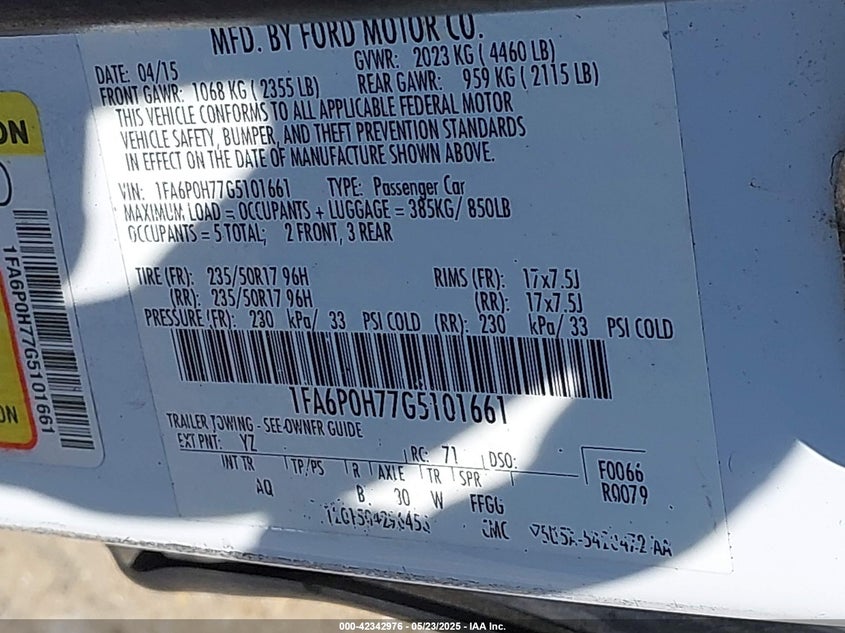 MFD. BY FORD MOTOR CO.
DATE: 04/15 GVWR: 2023 KG ( 4460 LB)
FRONT GAWR: 1068 KG ( 2355 LB) REAR GAWR: 959 KG ( 2115 LB)
THIS VEHICLE CONFORMS TO ALL APPLICABLE FEDERAL MOTOR
VEHICLE SAFETY, BUMPER, AND THEFT PREVENTION STANDARDS
IN EFFECT ON THE DATE OF MANUFACTURE SHOWN ABOVE.
VIN: 1FA6P0H77G5101661 TYPE: Passenger Car
MAXIMUM LOAD = OCCUPANTS + LUGGAGE = 385KG/ 850LB
OCCUPANTS = 5 TOTAL; 2 FRONT, 3 REAR
TIRE (FR): 235/50R17 96H RIMS (FR): 17x7.5J
(RR): 235/50R17 96H (RR): 17x7.5J
PRESSURE (FR): 230 kPa/ 33 PSI COLD (RR): 230 kPa/ 33 PSI COLD
1FA6P0H77G5101661
TRAILER TOWING - SEE OWNER GUIDE
EXT PNT: YZ RC: 71 DSO:
INT TR TP/PS R AXLE TR SPR F0066
AQ B 30 W FFGG R0079
ON
1FA6P0H77G5101661
ON
000-42342976 — 05/23/2025 — IAA Inc.